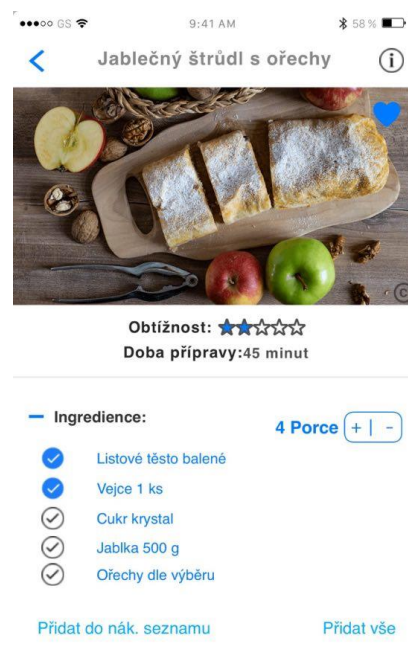 GS 9:41 AM 58 %
Jablečný štrůdl s ořechy
Obtížnost:
Doba přípravy:45 minut
Ingredience:
4 Porce + | -
Listové těsto balené
Vejce 1 ks
Cukr krystal
Jablka 500 g
Ořechy dle výběru
Přidat do nák. seznamu Přidat vše